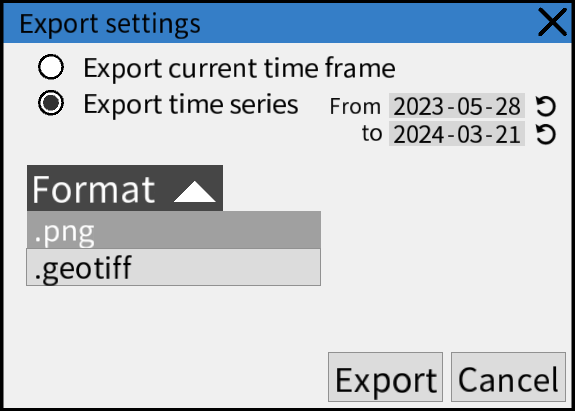 Export settings
Export current time frame
Export time series From 2023-05-28
to 2024-03-21
Format
.png
.geotiff
Export Cancel